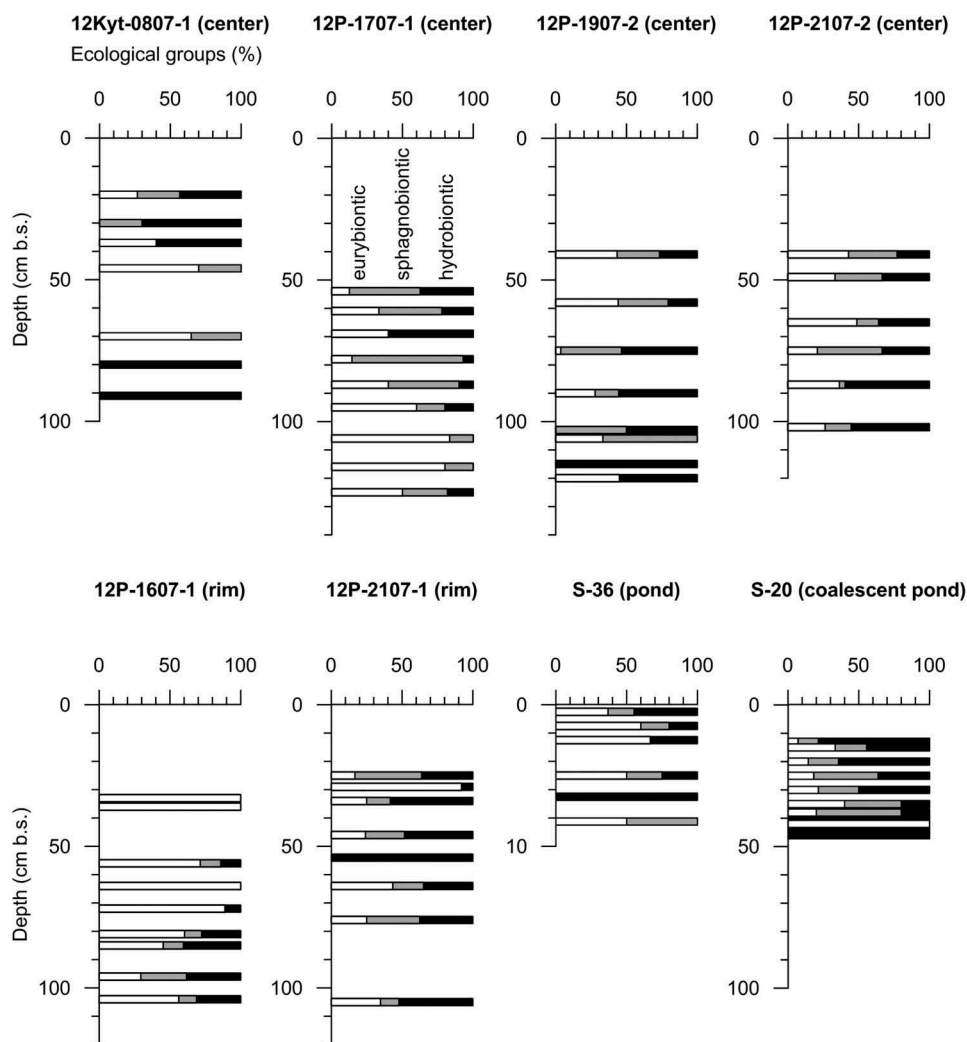 12Kyt-0807-1 (center) 12P-1707-1 (center) 12P-1907-2 (center) 12P-2107-2 (center)
Ecological groups (%)
0 50 100 0 50 100 0 50 100 0 50 100
0 0 0 0
eurybiontic
sphagnobiontic
hydrobiontic
Depth (cm b.s.)
50 50 50 50
100 100 100 100
12P-1607-1 (rim) 12P-2107-1 (rim) S-36 (pond) S-20 (coalescent pond)
0 50 100 0 50 100 0 50 100 0 50 100
0 0 0 0
Depth (cm b.s.)
50 50 10 50
100 100 100